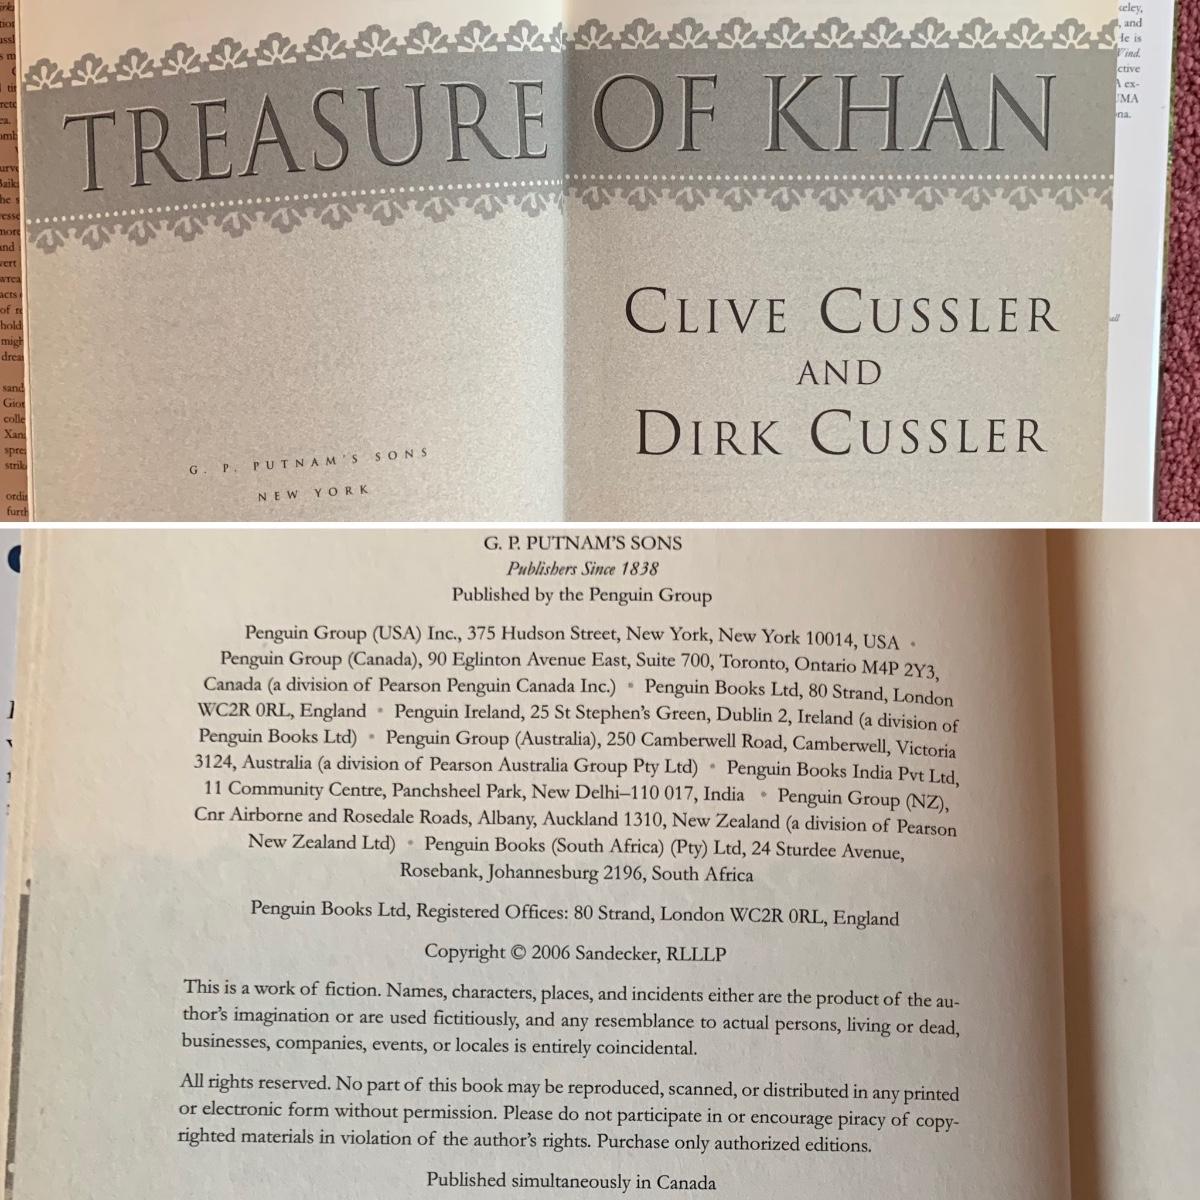 TREASURE OF KHAN
CLIVE CUSSLER
AND
DIRK CUSSLER
G. P. PUTNAM'S SONS
NEW YORK
G. P. PUTNAM'S SONS
Publishers Since 1838
Published by the Penguin Group
Penguin Group (USA) Inc., 375 Hudson Street, New York, New York 10014, USA •
Penguin Group (Canada), 90 Eglinton Avenue East, Suite 700, Toronto, Ontario M4P 2Y3,
Canada (a division of Pearson Penguin Canada Inc.) • Penguin Books Ltd, 80 Strand, London
WC2R 0RL, England • Penguin Ireland, 25 St Stephen's Green, Dublin 2, Ireland (a division of
Penguin Books Ltd) • Penguin Group (Australia), 250 Camberwell Road, Camberwell, Victoria
3124, Australia (a division of Pearson Australia Group Pty Ltd) • Penguin Books India Pvt Ltd,
11 Community Centre, Panchsheel Park, New Delhi–110 017, India • Penguin Group (NZ),
Cnr Airborne and Rosedale Roads, Albany, Auckland 1310, New Zealand (a division of Pearson
New Zealand Ltd) • Penguin Books (South Africa) (Pty) Ltd, 24 Sturdee Avenue,
Rosebank, Johannesburg 2196, South Africa
Penguin Books Ltd, Registered Offices: 80 Strand, London WC2R 0RL, England
Copyright © 2006 Sandecker, RLLLP
This is a work of fiction. Names, characters, places, and incidents either are the product of the au-
thor's imagination or are used fictitiously, and any resemblance to actual persons, living or dead,
businesses, companies, events, or locales is entirely coincidental.
All rights reserved. No part of this book may be reproduced, scanned, or distributed in any printed
or electronic form without permission. Please do not participate in or encourage piracy of copy-
righted materials in violation of the author's rights. Purchase only authorized editions.
Published simultaneously in Canada